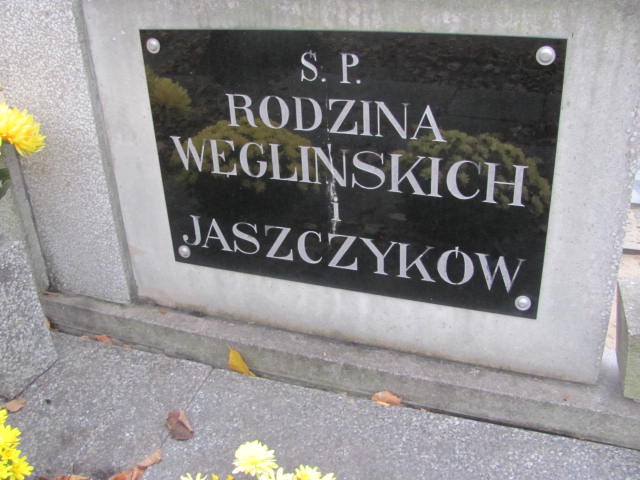 Ś. P.
RODZINA
WĘGLIŃSKICH
i
JASZCZYKÓW